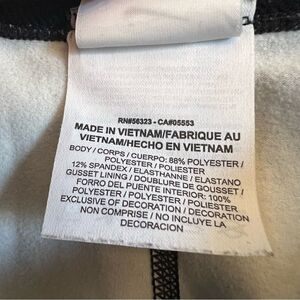 RN#56323 - CA#05553
MADE IN VIETNAM/FABRIQUE AU
VIETNAM/HECHO EN VIETNAM
BODY / CORPS / CUERPO: 88% POLYESTER /
POLYESTER / POLIESTER
12% SPANDEX / ELASTHANNE / ELASTANO
GUSSET LINING / DOUBLURE DE GOUSSET /
FORRO DEL PUENTE INTERIOR: 100%
POLYESTER / POLYESTER / POLIESTER
EXCLUSIVE OF DECORATION / DECORATION
NON COMPRISE / NO INCLUYE LA
DECORACION